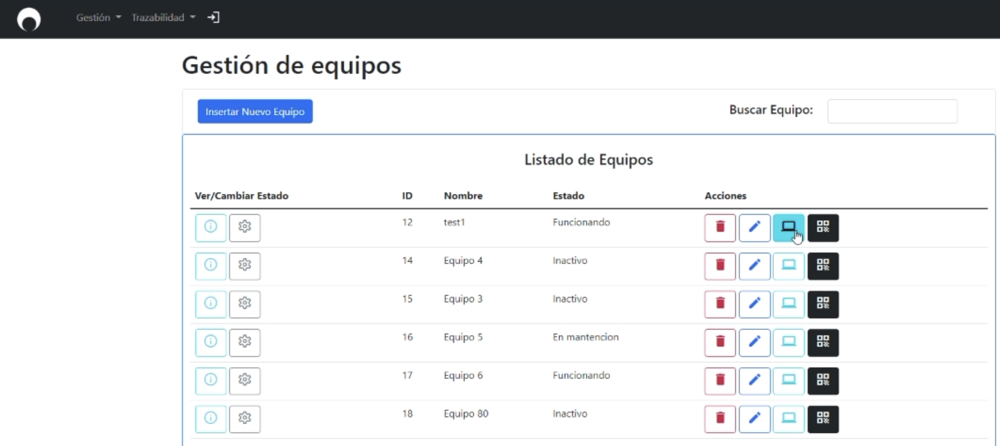 Gestión Trazabilidad
Gestión de equipos
Insertar Nuevo Equipo Buscar Equipo:
Listado de Equipos
Ver/Cambiar Estado ID Nombre Estado Acciones
12 test1 Funcionando
14 Equipo 4 Inactivo
15 Equipo 3 Inactivo
16 Equipo 5 En mantencion
17 Equipo 6 Funcionando
18 Equipo 80 Inactivo